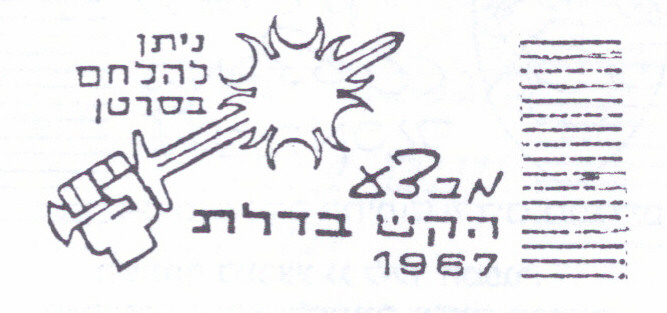 ניתן
להלחם
בסרטן
מבצע
הקש בדלת
1967